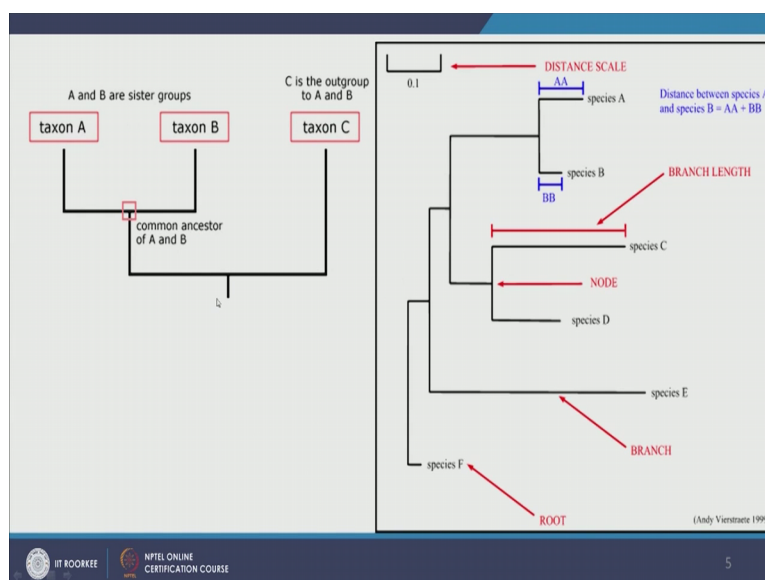 A and B are sister groups
C is the outgroup
to A and B
taxon A
taxon B
taxon C
common ancestor
of A and B
0.1
DISTANCE SCALE
AA
species A
Distance between species A
and species B = AA + BB
species B
BB
BRANCH LENGTH
species C
NODE
species D
species E
BRANCH
species F
ROOT
(Andy Vierstraete 1999
IIT ROORKEE
NPTEL ONLINE
CERTIFICATION COURSE
5